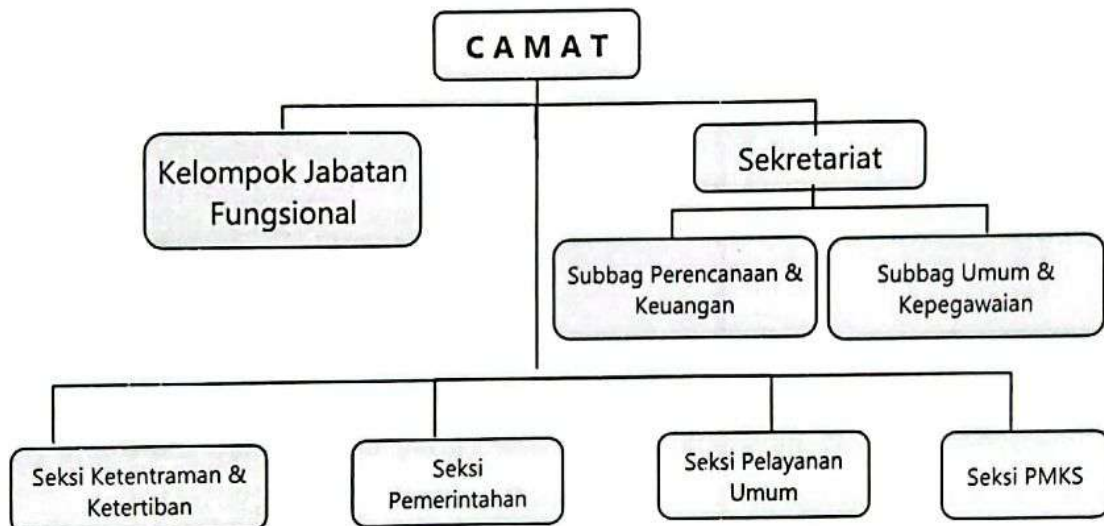 CAMAT
Kelompok Jabatan
Fungsional
Sekretariat
Subbag Perencanaan &
Keuangan
Subbag Umum &
Kepegawaian
Seksi Ketentraman &
Ketertiban
Seksi
Pemerintahan
Seksi Pelayanan
Umum
Seksi PMKS